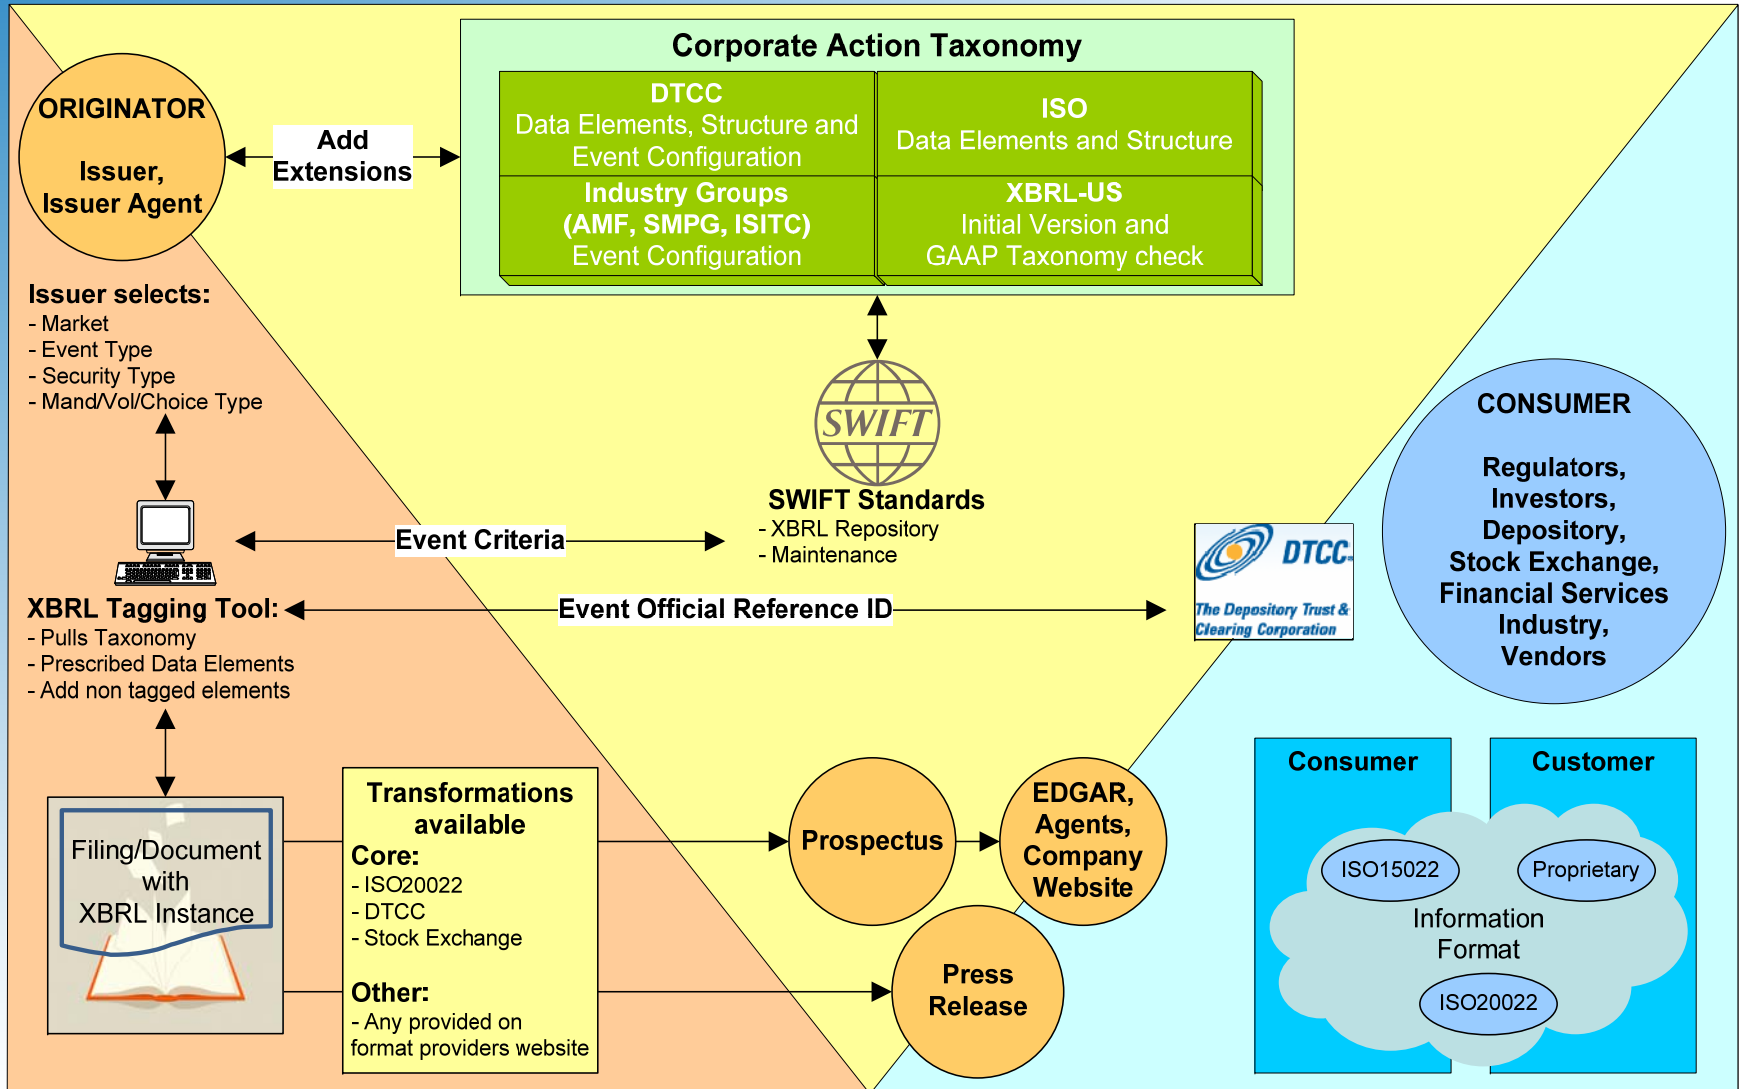 Corporate Action Taxonomy
DTCC
Data Elements, Structure and
Event Configuration
ISO
Data Elements and Structure
Industry Groups
(AMF, SMPG, ISITC)
Event Configuration
XBRL-US
Initial Version and
GAAP Taxonomy check
ORIGINATOR
Issuer,
Issuer Agent
Add
Extensions
Issuer selects:
- Market
- Event Type
- Security Type
- Mand/Vol/Choice Type
SWIFT
SWIFT Standards
- XBRL Repository
- Maintenance
Event Criteria
CONSUMER
Regulators,
Investors,
Depository,
Stock Exchange,
Financial Services
Industry,
Vendors
DTCC
The Depository Trust &
Clearing Corporation
Event Official Reference ID
XBRL Tagging Tool:
- Pulls Taxonomy
- Prescribed Data Elements
- Add non tagged elements
Filing/Document
with
XBRL Instance
Transformations
available
Core:
- ISO20022
- DTCC
- Stock Exchange
Other:
- Any provided on
format providers website
Prospectus
EDGAR,
Agents,
Company
Website
Press
Release
Consumer
Customer
ISO15022
Proprietary
Information
Format
ISO20022